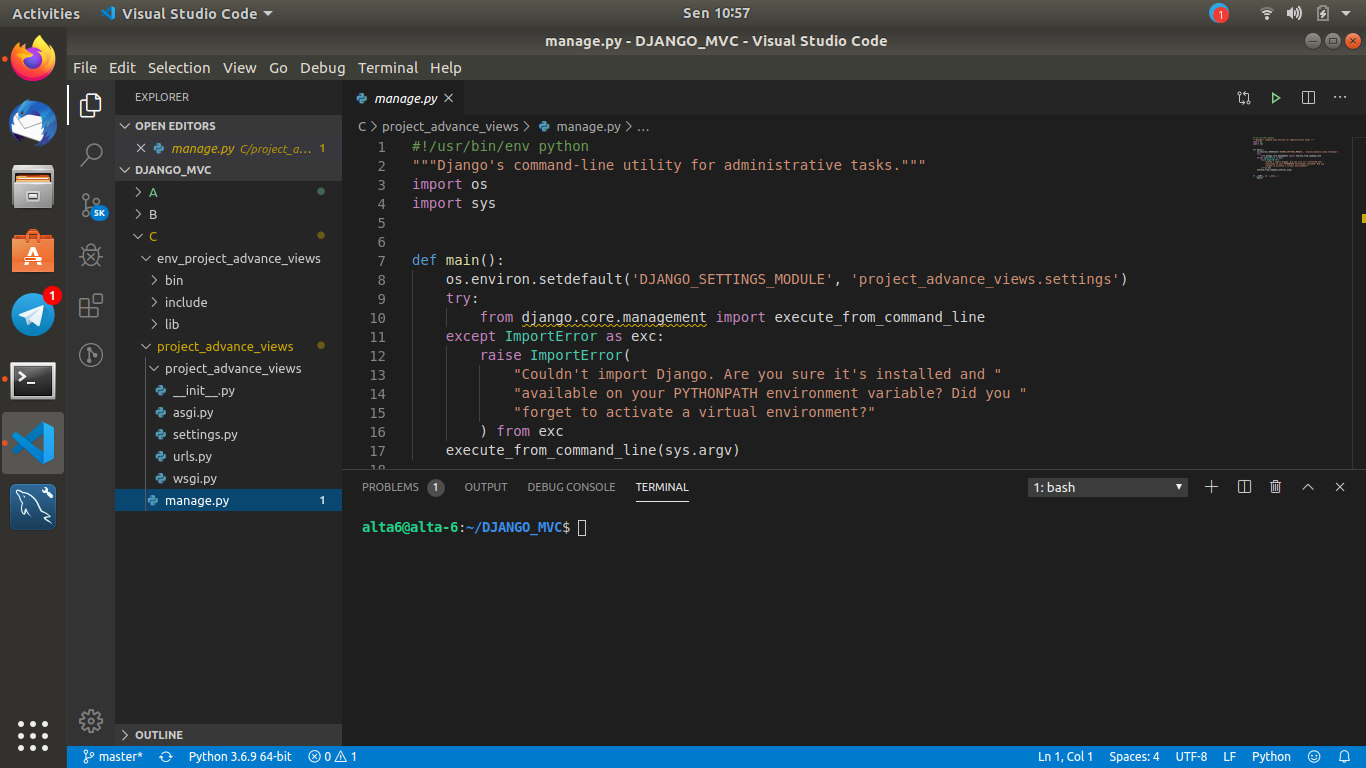 Activities Visual Studio Code Sen 10:57 1
manage.py - DJANGO_MVC - Visual Studio Code
File Edit Selection View Go Debug Terminal Help
EXPLORER
OPEN EDITORS
manage.py C/project_a... 1
DJANGO_MVC
A
B
C
env_project_advance_views
bin
include
lib
project_advance_views
project_advance_views
__init__.py
asgi.py
settings.py
urls.py
wsgi.py
manage.py 1
OUTLINE
5K
1
manage.py
C project_advance_views manage.py ...
1 #!/usr/bin/env python
2 """Django's command-line utility for administrative tasks."""
3 import os
4 import sys
5
6
7 def main():
8 os.environ.setdefault('DJANGO_SETTINGS_MODULE', 'project_advance_views.settings')
9 try:
10 from django.core.management import execute_from_command_line
11 except ImportError as exc:
12 raise ImportError(
13 "Couldn't import Django. Are you sure it's installed and "
14 "available on your PYTHONPATH environment variable? Did you "
15 "forget to activate a virtual environment?"
16 ) from exc
17 execute_from_command_line(sys.argv)
18
PROBLEMS 1 OUTPUT DEBUG CONSOLE TERMINAL 1: bash
alta6@alta-6:~/DJANGO_MVC$
master* Python 3.6.9 64-bit 0 1 Ln 1, Col 1 Spaces: 4 UTF-8 LF Python